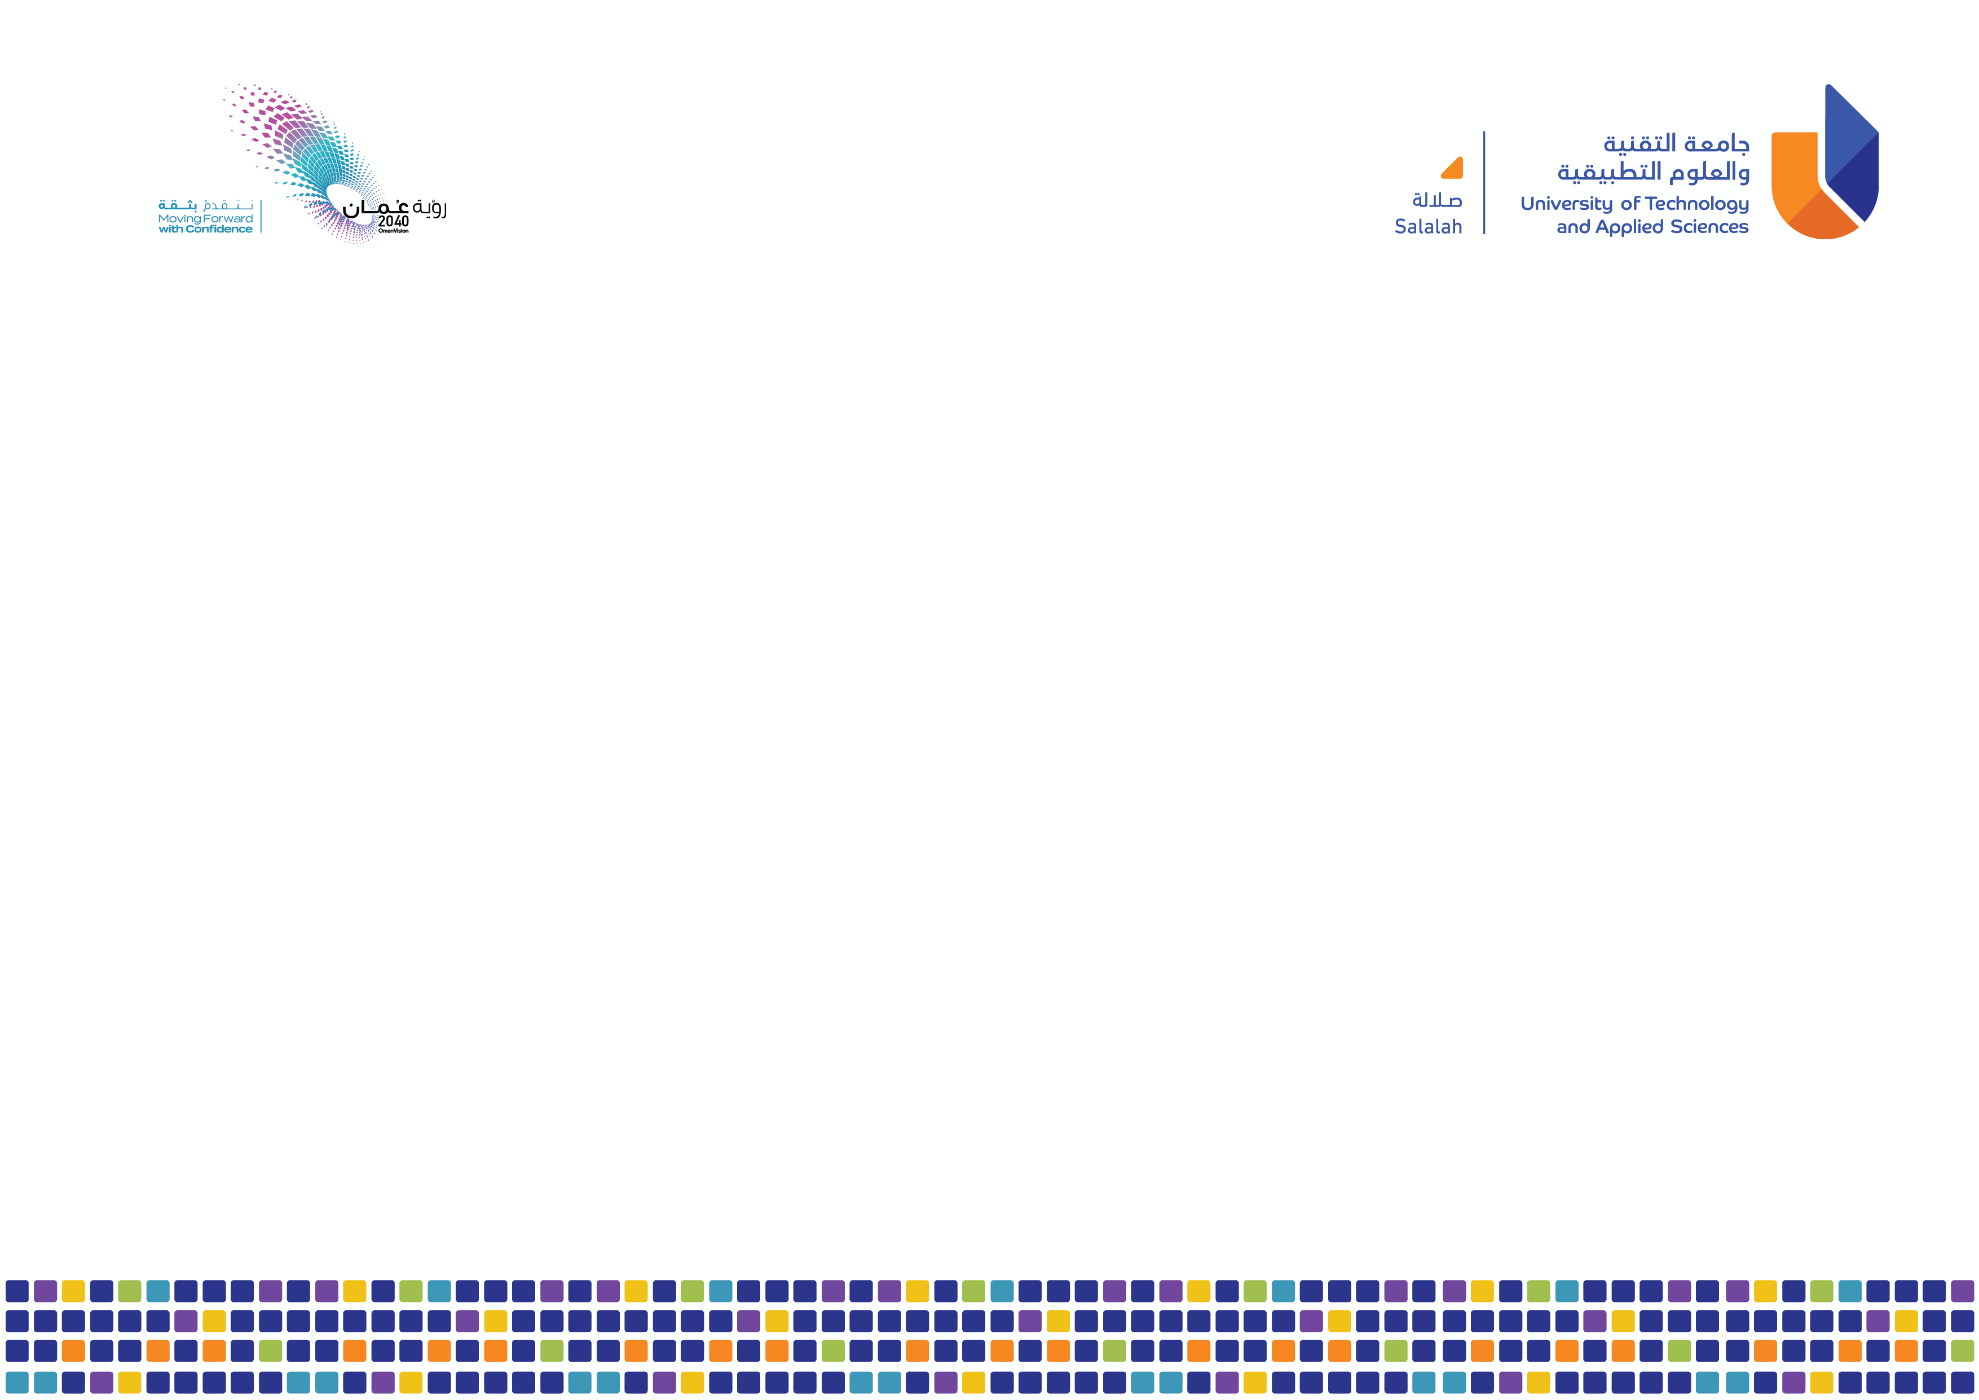 نتقدم بثقة
Moving Forward
with Confidence
رؤية عُمان
2040
OmanVision
جامعة التقنية
والعلوم التطبيقية
University of Technology
and Applied Sciences
صلالة
Salalah